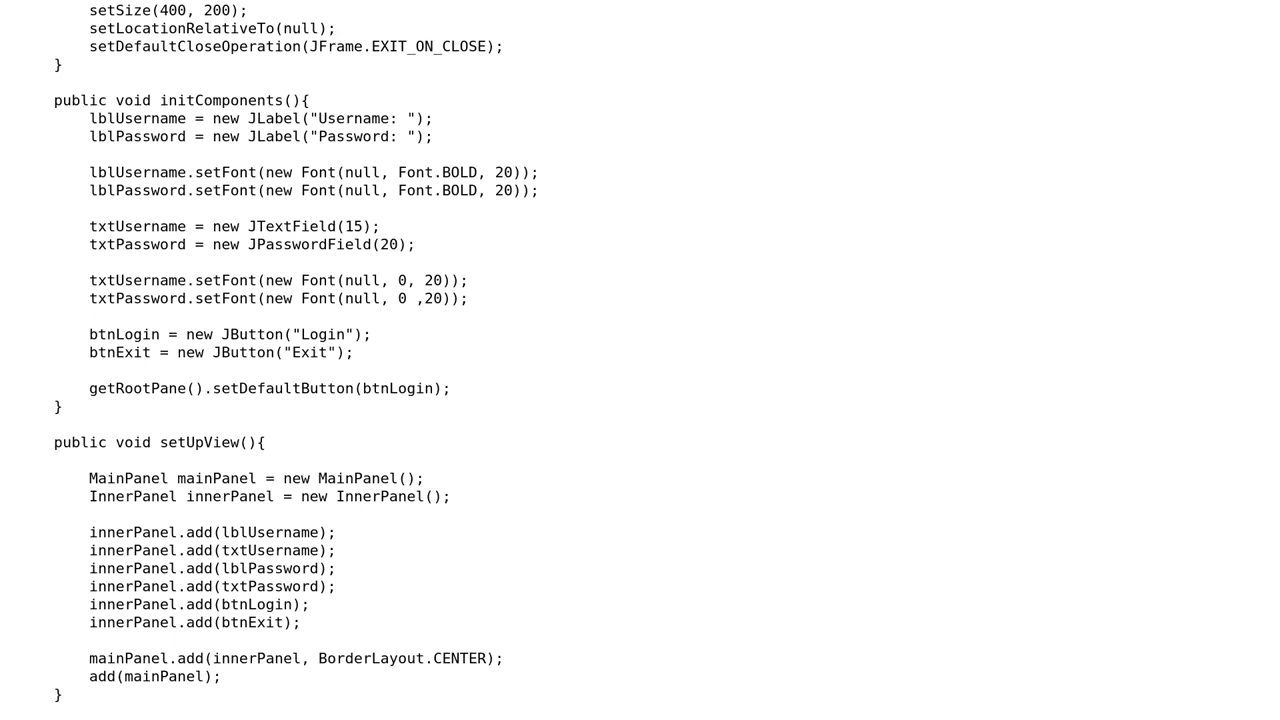 setSize(400, 200);
        setLocationRelativeTo(null);
        setDefaultCloseOperation(JFrame.EXIT_ON_CLOSE);
    }

    public void initComponents(){
        lblUsername = new JLabel("Username: ");
        lblPassword = new JLabel("Password: ");

        lblUsername.setFont(new Font(null, Font.BOLD, 20));
        lblPassword.setFont(new Font(null, Font.BOLD, 20));

        txtUsername = new JTextField(15);
        txtPassword = new JPasswordField(20);

        txtUsername.setFont(new Font(null, 0, 20));
        txtPassword.setFont(new Font(null, 0 ,20));

        btnLogin = new JButton("Login");
        btnExit = new JButton("Exit");

        getRootPane().setDefaultButton(btnLogin);
    }

    public void setUpView(){

        MainPanel mainPanel = new MainPanel();
        InnerPanel innerPanel = new InnerPanel();

        innerPanel.add(lblUsername);
        innerPanel.add(txtUsername);
        innerPanel.add(lblPassword);
        innerPanel.add(txtPassword);
        innerPanel.add(btnLogin);
        innerPanel.add(btnExit);

        mainPanel.add(innerPanel, BorderLayout.CENTER);
        add(mainPanel);
    }